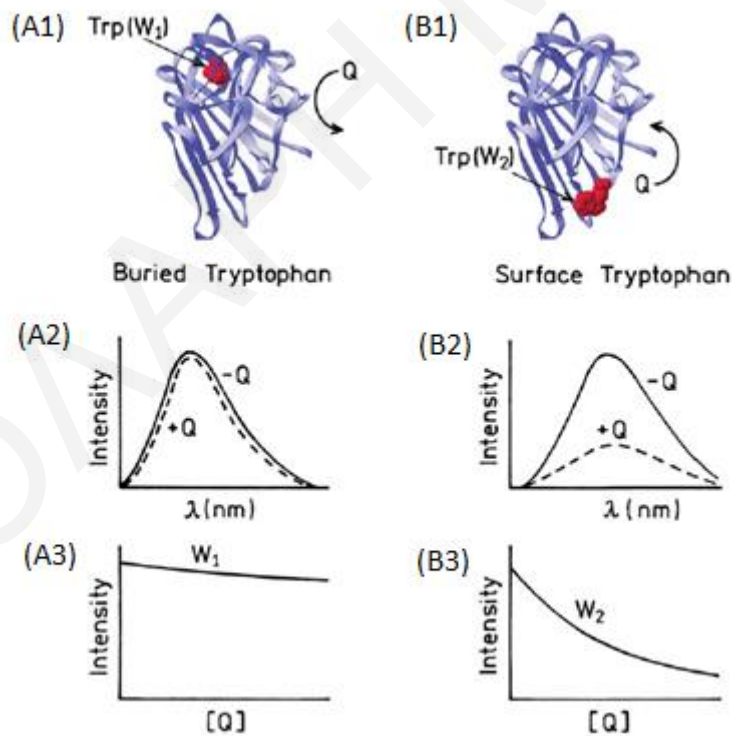 (A1)
Trp(W₁)
Q
Buried Tryptophan
(B1)
Trp(W₂)
Q
Surface Tryptophan
(A2)
Intensity
-Q
+Q
λ(nm)
(B2)
Intensity
-Q
+Q
λ(nm)
(A3)
Intensity
W₁
[Q]
(B3)
Intensity
W₂
[Q]